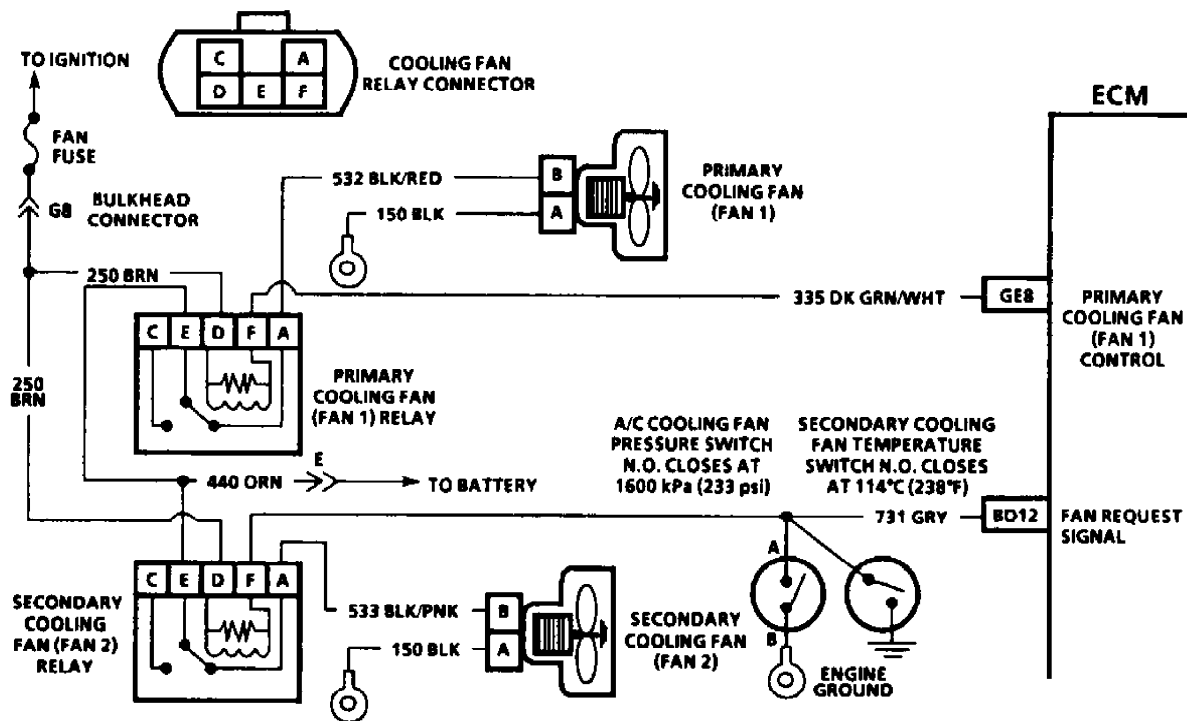 TO IGNITION
C A
D E F
COOLING FAN
RELAY CONNECTOR
ECM
FAN
FUSE
G8
BULKHEAD
CONNECTOR
532 BLK/RED
B
150 BLK
A
PRIMARY
COOLING FAN
(FAN 1)
250 BRN
335 DK GRN/WHT
GE8
PRIMARY
COOLING FAN
(FAN 1)
CONTROL
C E D F A
250
BRN
PRIMARY
COOLING FAN
(FAN 1) RELAY
A/C COOLING FAN
PRESSURE SWITCH
N.O. CLOSES AT
1600 kPa (233 psi)
SECONDARY COOLING
FAN TEMPERATURE
SWITCH N.O. CLOSES
AT 114°C (238°F)
440 ORN
E
TO BATTERY
731 GRY
BD12
FAN REQUEST
SIGNAL
C E D F A
SECONDARY
COOLING
FAN (FAN 2)
RELAY
533 BLK/PNK
B
150 BLK
A
SECONDARY
COOLING FAN
(FAN 2)
A
B
ENGINE
GROUND